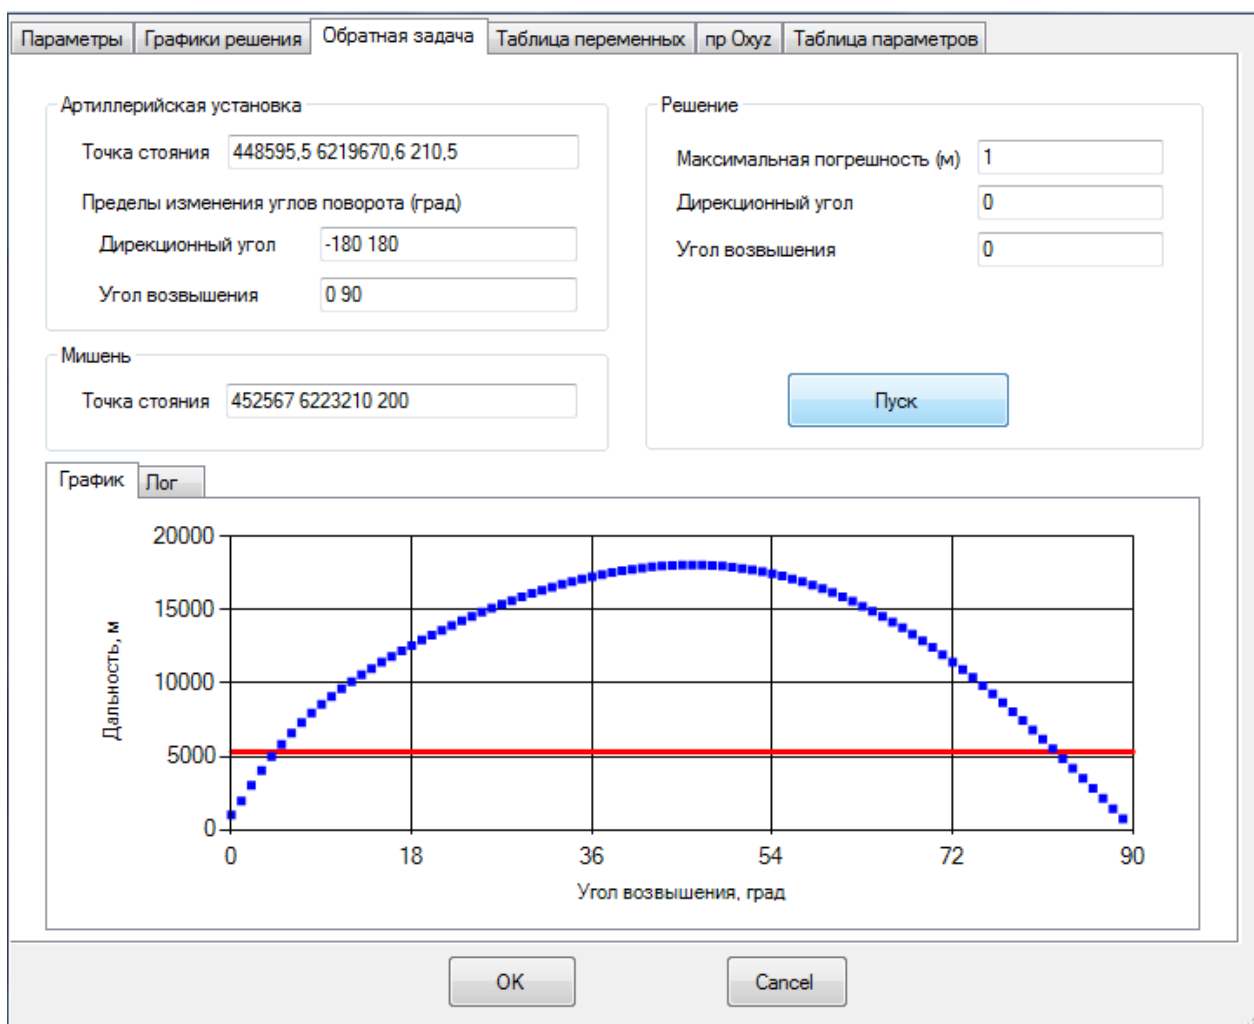 Параметры Графики решения Обратная задача Таблица переменных пр Oxyz Таблица параметров
Артиллерийская установка
Точка стояния 448595,5 6219670,6 210,5
Пределы изменения углов поворота (град)
Дирекционный угол -180 180
Угол возвышения 0 90
Мишень
Точка стояния 452567 6223210 200
Решение
Максимальная погрешность (м) 1
Дирекционный угол 0
Угол возвышения 0
Пуск
График Лог
Дальность, м
20000
15000
10000
5000
0
0 18 36 54 72 90
Угол возвышения, град
OK Cancel